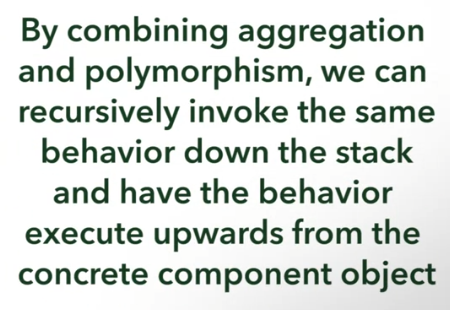 By combining aggregation
and polymorphism, we can
recursively invoke the same
behavior down the stack
and have the behavior
execute upwards from the
concrete component object